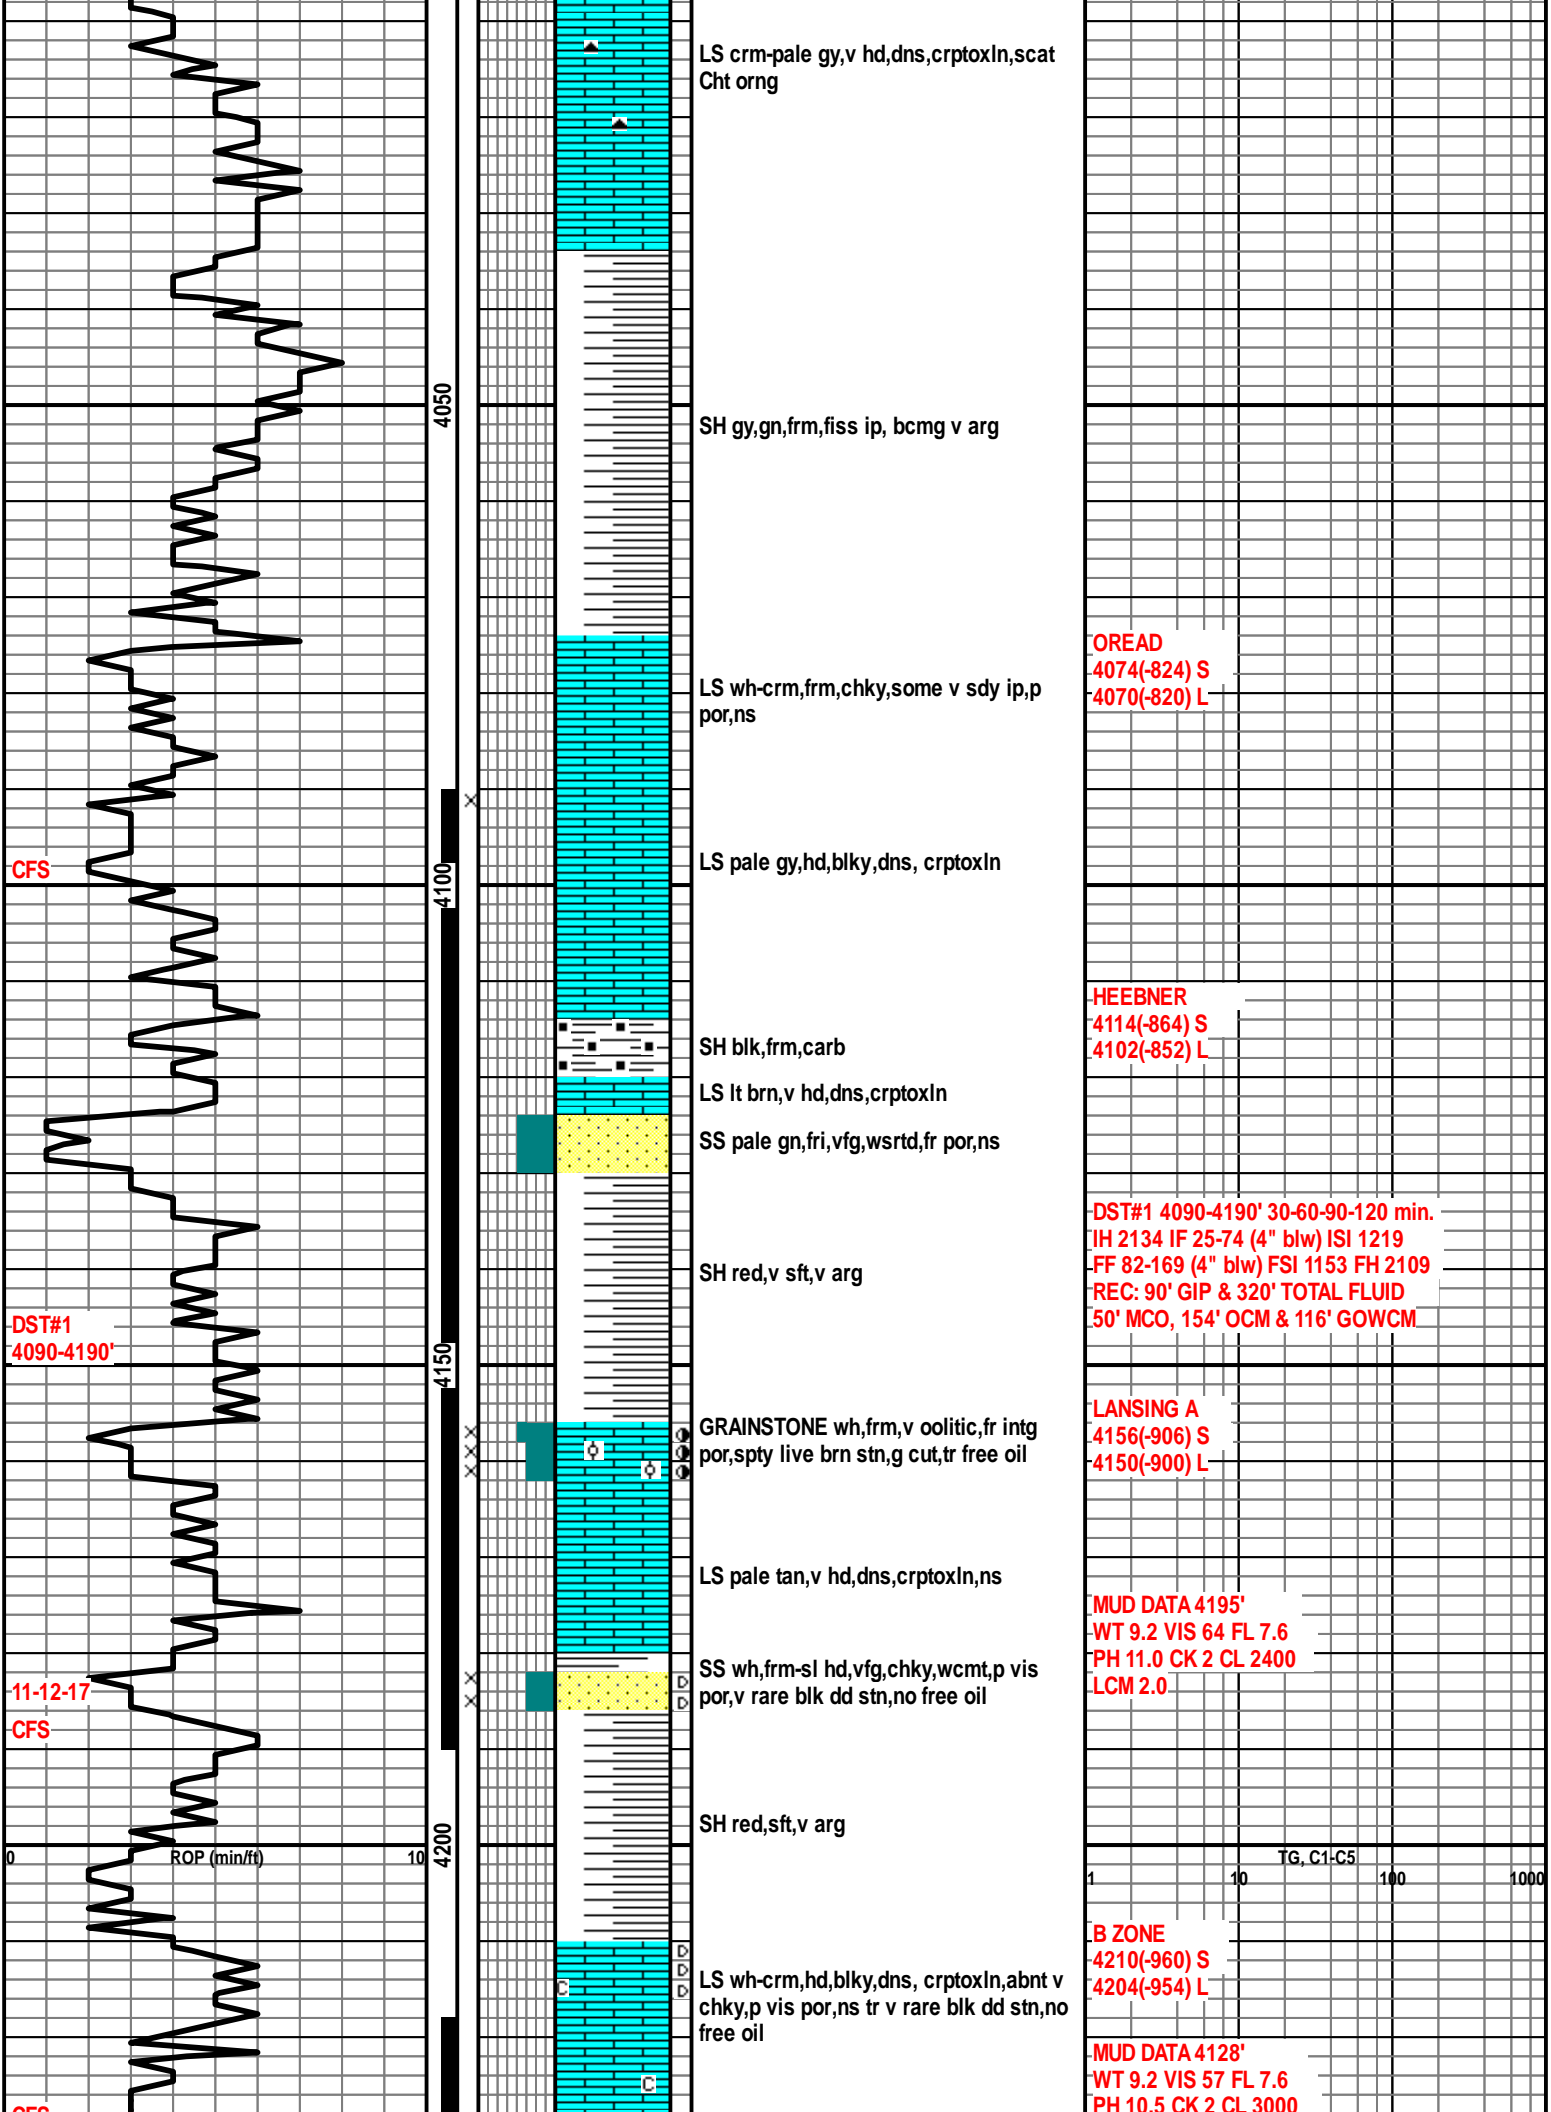 LS crm-pale gy,v hd,dns,crptoxln,scat
Cht orng
4050
SH gy,gn,frm,fiss ip, bcmg v arg
OREAD
4074(-824) S
4070(-820) L
LS wh-crm,frm,chky,some v sdy ip,p
por,ns
CFS
4100
LS pale gy,hd,blky,dns, crptoxln
HEEBNER
4114(-864) S
4102(-852) L
SH blk,frm,carb
LS lt brn,v hd,dns,crptoxln
SS pale gn,fri,vfg,wsrtd,fr por,ns
DST#1 4090-4190' 30-60-90-120 min.
IH 2134 IF 25-74 (4" blw) ISI 1219
FF 82-169 (4" blw) FSI 1153 FH 2109
REC: 90' GIP & 320' TOTAL FLUID
50' MCO, 154' OCM & 116' GOWCM
SH red,v sft,v arg
DST#1
4090-4190'
4150
LANSING A
4156(-906) S
4150(-900) L
GRAINSTONE wh,frm,v oolitic,fr intg
por,spty live brn stn,g cut,tr free oil
LS pale tan,v hd,dns,crptoxln,ns
MUD DATA 4195'
WT 9.2 VIS 64 FL 7.6
PH 11.0 CK 2 CL 2400
LCM 2.0
SS wh,frm-sl hd,vfg,chky,wcmt,p vis
por,v rare blk dd stn,no free oil
D
D
11-12-17
CFS
SH red,sft,v arg
4200
0 ROP (min/ft) 10
TG, C1-C5
1 10 100 1000
B ZONE
4210(-960) S
4204(-954) L
D
D
D
C
LS wh-crm,hd,blky,dns, crptoxln,abnt v
chky,p vis por,ns tr v rare blk dd stn,no
free oil
C
MUD DATA 4128'
WT 9.2 VIS 57 FL 7.6
PH 10.5 CK 2 CL 3000
CFS